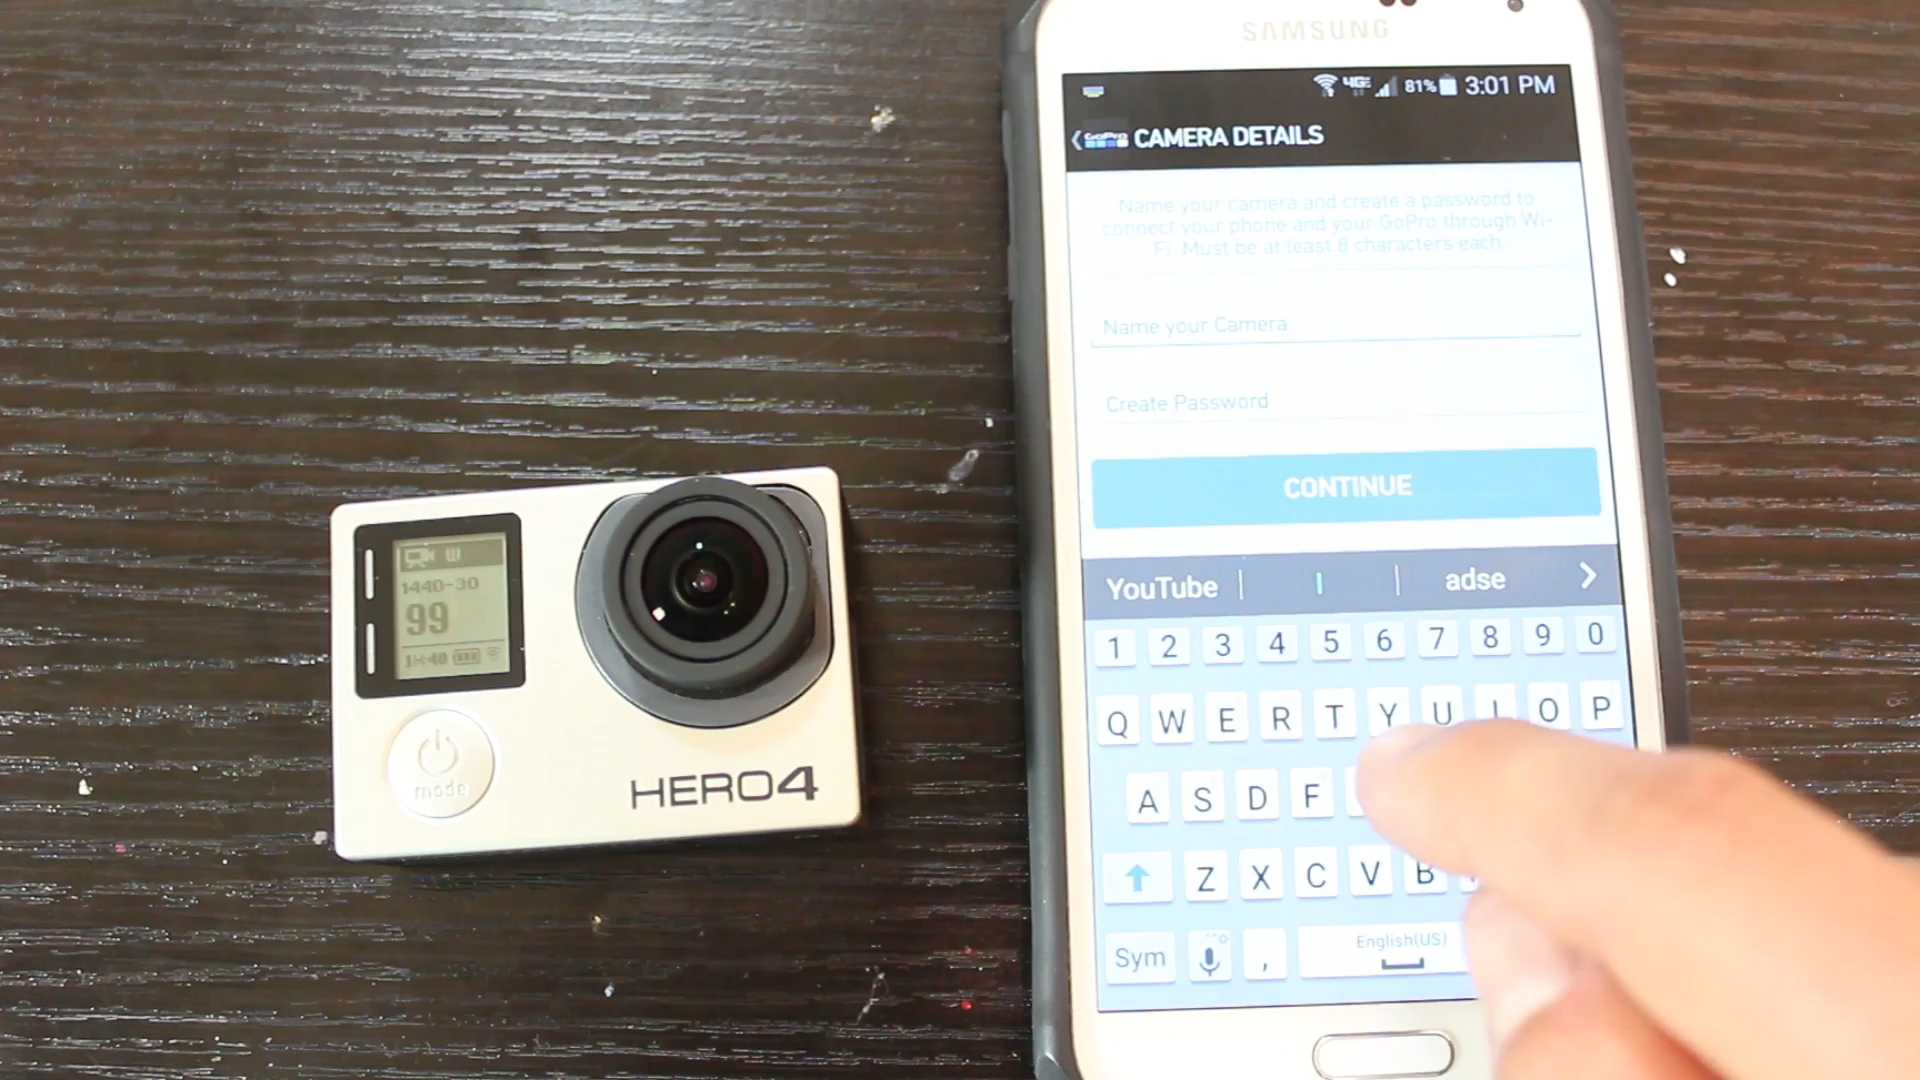 SAMSUNG
4G 81% 3:01 PM
GoPro CAMERA DETAILS
Name your camera and create a password to
connect your phone and your GoPro through Wi-
Fi. Must be at least 8 characters each.
Name your Camera
Create Password
CONTINUE
YouTube I adse
1 2 3 4 5 6 7 8 9 0
Q W E R T Y U I O P
A S D F
Z X C V B
Sym , English(US)
W
1440-30
99
mode
HERO4